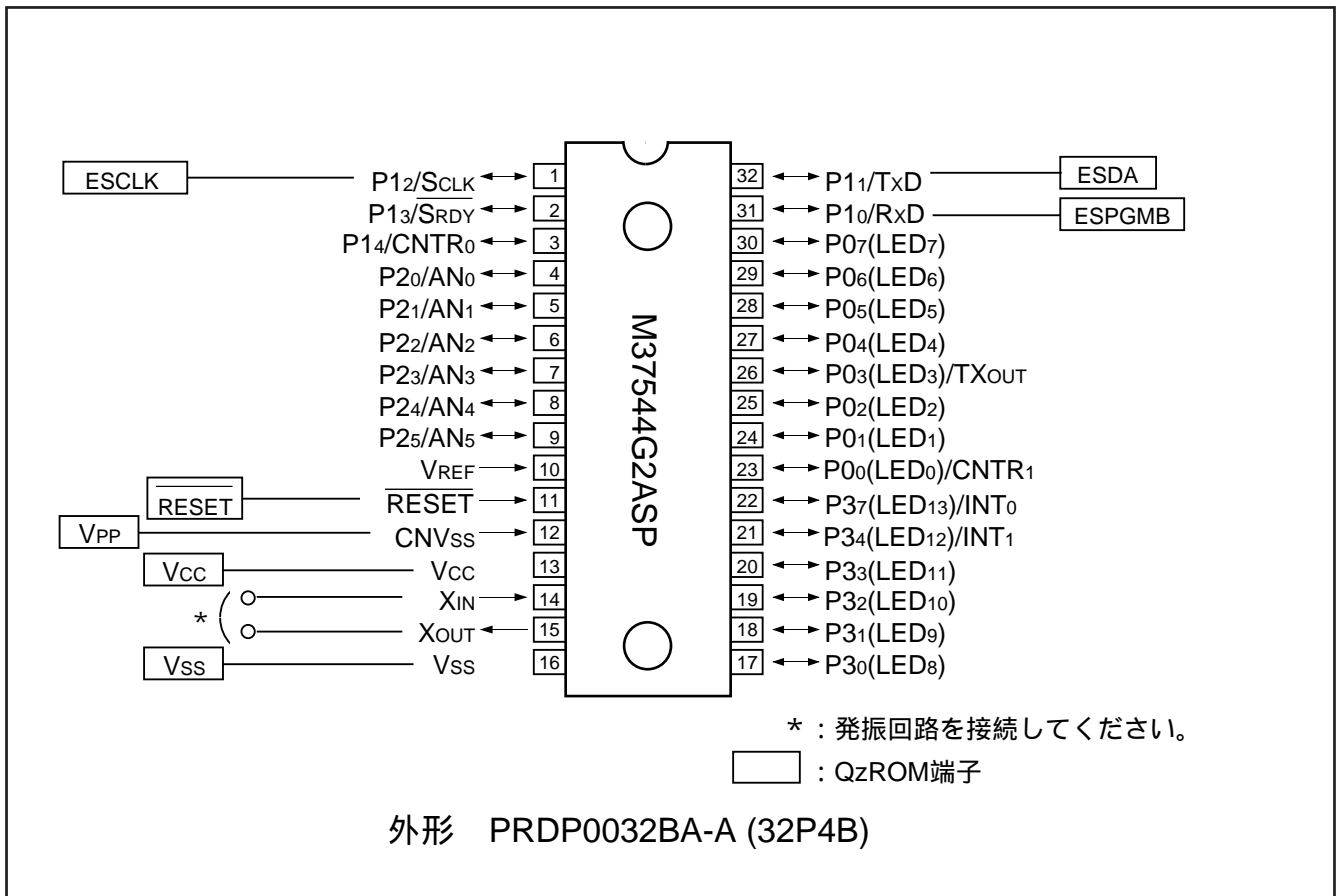 ESCLK P12/SCLK 1 32 P11/TXD ESDA
P13/SRDY 2 31 P10/RXD ESPGMB
P14/CNTR0 3 30 P07(LED7)
P20/AN0 4 29 P06(LED6)
P21/AN1 5 28 P05(LED5)
P22/AN2 6 27 P04(LED4)
P23/AN3 7 26 P03(LED3)/TXOUT
P24/AN4 8 25 P02(LED2)
P25/AN5 9 24 P01(LED1)
VREF 10 23 P00(LED0)/CNTR1
RESET RESET 11 22 P37(LED13)/INT0
VPP CNVSS 12 21 P34(LED12)/INT1
VCC VCC 13 20 P33(LED11)
XIN 14 19 P32(LED10)
* XOUT 15 18 P31(LED9)
VSS VSS 16 17 P30(LED8)
M37544G2ASP
* : 発振回路を接続してください。
: QzROM端子
外形 PRDP0032BA-A (32P4B)